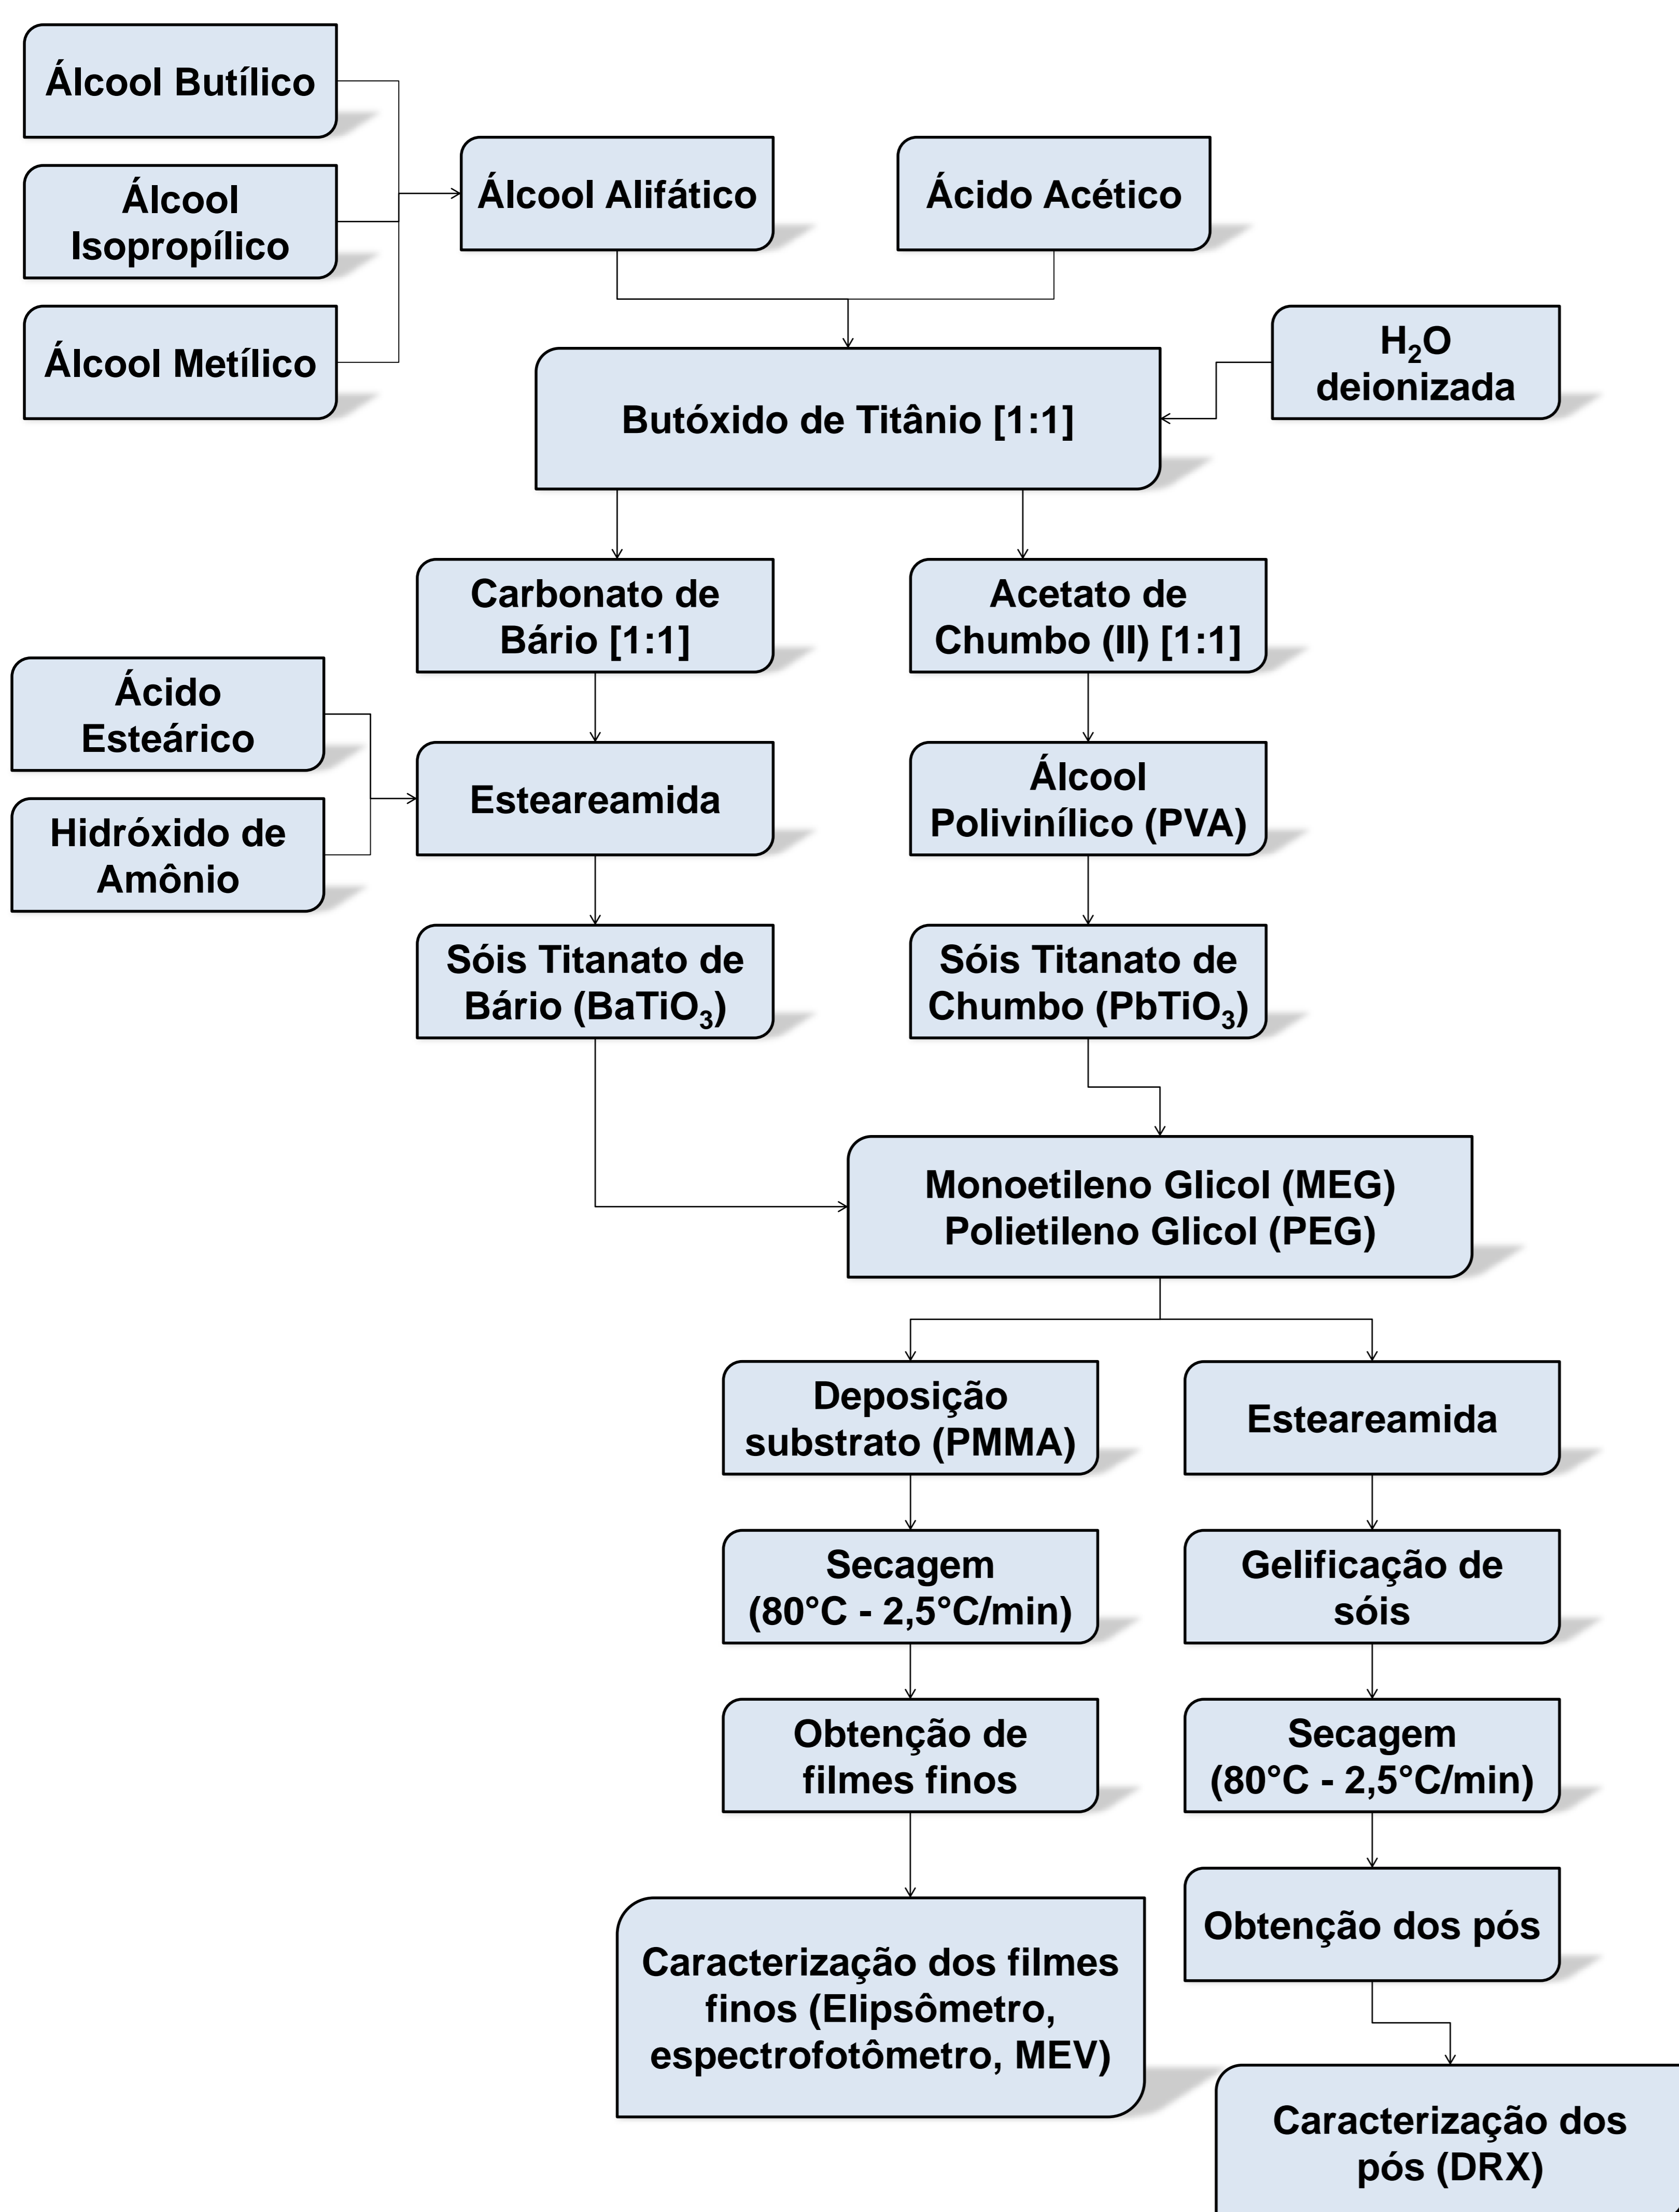 Álcool Butílico
Álcool
Isopropílico
Álcool Metílico
Álcool Alifático
Ácido Acético
H₂O
deionizada
Butóxido de Titânio [1:1]
Carbonato de
Bário [1:1]
Acetato de
Chumbo (II) [1:1]
Ácido
Esteárico
Hidróxido de
Amônio
Esteareamida
Álcool
Polivinílico (PVA)
Sóis Titanato de
Bário (BaTiO₃)
Sóis Titanato de
Chumbo (PbTiO₃)
Monoetileno Glicol (MEG)
Polietileno Glicol (PEG)
Deposição
substrato (PMMA)
Esteareamida
Secagem
(80°C - 2,5°C/min)
Gelificação de
sóis
Obtenção de
filmes finos
Secagem
(80°C - 2,5°C/min)
Obtenção dos pós
Caracterização dos filmes
finos (Elipsômetro,
espectrofotômetro, MEV)
Caracterização dos
pós (DRX)